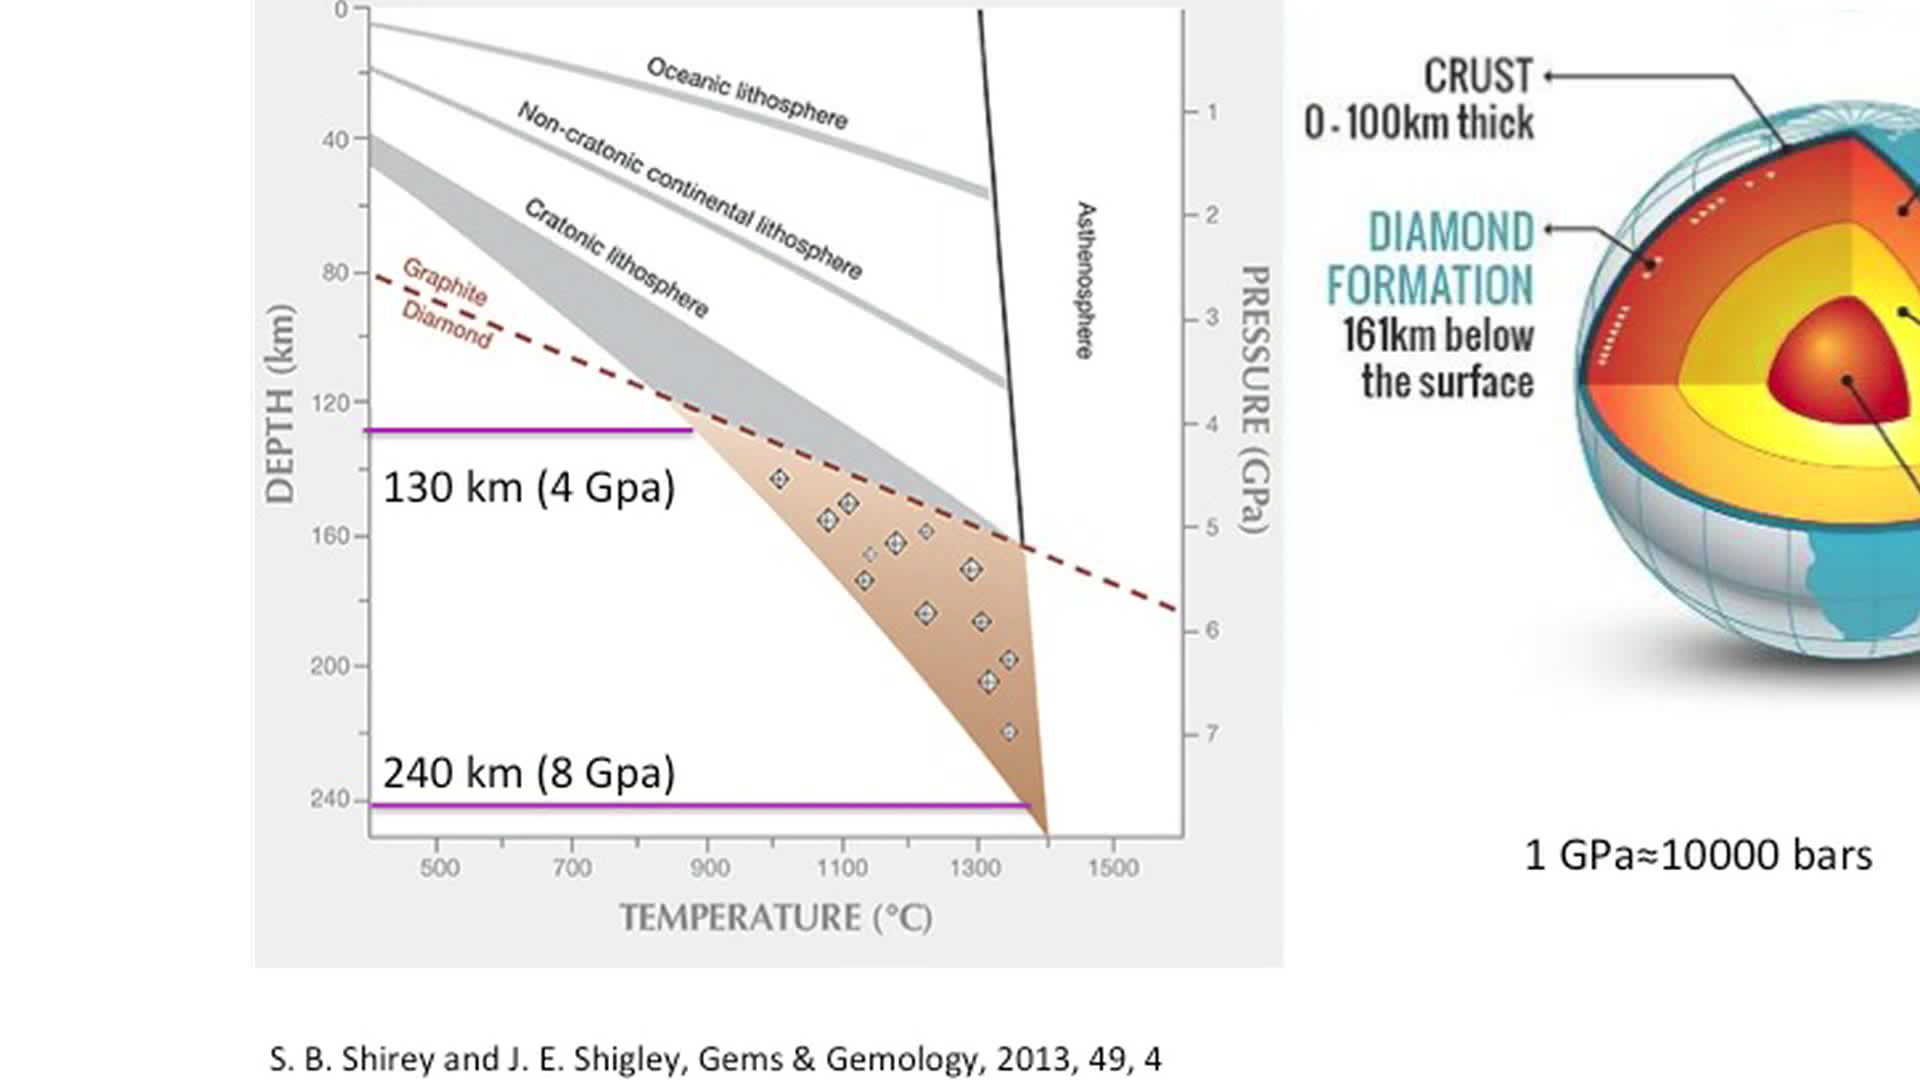 0
40
80
120
160
200
240
DEPTH (km)
Oceanic lithosphere
Non-cratonic continental lithosphere
Cratonic lithosphere
Graphite
Diamond
Asthenosphere
130 km (4 Gpa)
240 km (8 Gpa)
1
2
3
4
5
6
7
PRESSURE (GPa)
500 700 900 1100 1300 1500
TEMPERATURE (°C)
CRUST
0-100km thick
DIAMOND
FORMATION
161km below
the surface
1 GPa≈10000 bars
S. B. Shirey and J. E. Shigley, Gems & Gemology, 2013, 49, 4